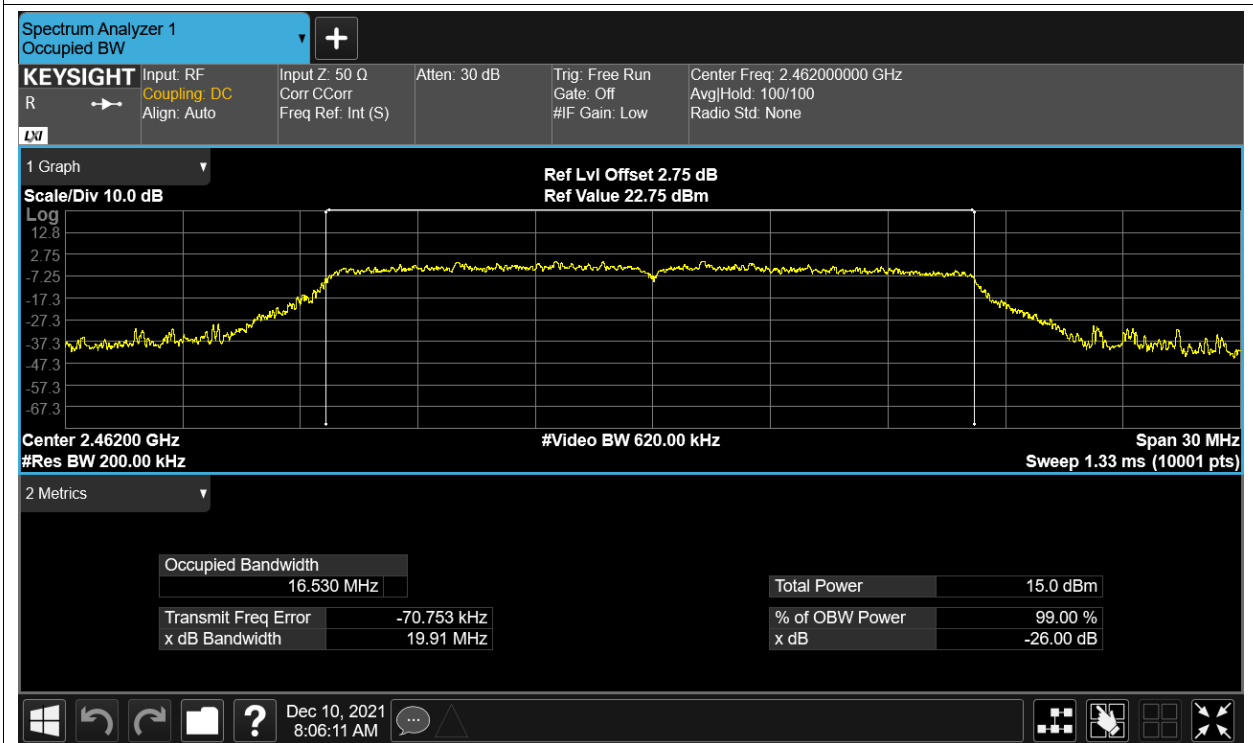 Spectrum Analyzer 1
Occupied BW
KEYSIGHT
R
LXI
Input: RF
Coupling: DC
Align: Auto
Input Z: 50 Ω
Corr CCorr
Freq Ref: Int (S)
Atten: 30 dB
Trig: Free Run
Gate: Off
#IF Gain: Low
Center Freq: 2.462000000 GHz
Avg|Hold: 100/100
Radio Std: None
1 Graph
Scale/Div 10.0 dB
Ref Lvl Offset 2.75 dB
Ref Value 22.75 dBm
Log
12.8
2.75
-7.25
-17.3
-27.3
-37.3
-47.3
-57.3
-67.3
Center 2.46200 GHz
#Video BW 620.00 kHz
Span 30 MHz
#Res BW 200.00 kHz
Sweep 1.33 ms (10001 pts)
2 Metrics
Occupied Bandwidth
16.530 MHz
Total Power 15.0 dBm
Transmit Freq Error -70.753 kHz
% of OBW Power 99.00 %
x dB Bandwidth 19.91 MHz
x dB -26.00 dB
Dec 10, 2021
8:06:11 AM